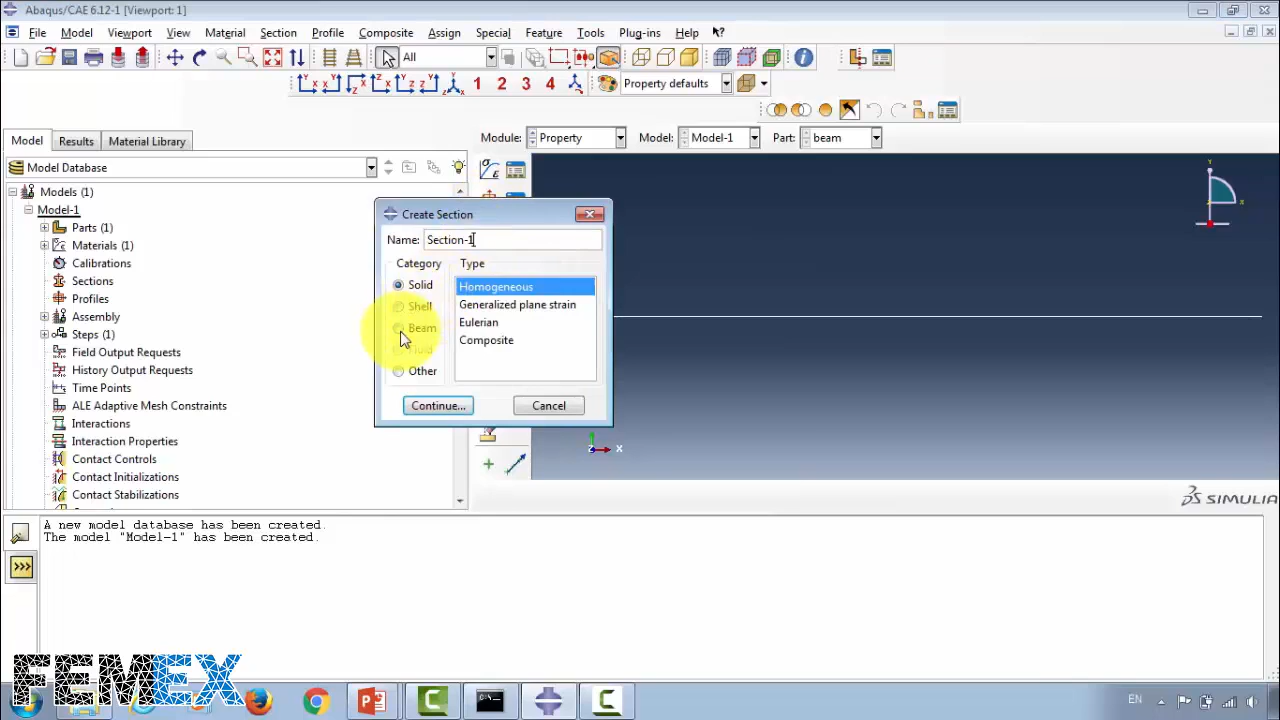 Abaqus/CAE 6.12-1 [Viewport: 1]
File Model Viewport View Material Section Profile Composite Assign Special Feature Tools Plug-ins Help
All
1 2 3 4 Property defaults
Model Results Material Library
Module: Property Model: Model-1 Part: beam
Model Database
Models (1)
Model-1
Parts (1)
Materials (1)
Calibrations
Sections
Profiles
Assembly
Steps (1)
Field Output Requests
History Output Requests
Time Points
ALE Adaptive Mesh Constraints
Interactions
Interaction Properties
Contact Controls
Contact Initializations
Contact Stabilizations
Create Section
Name: Section-1
Category Type
Solid
Shell
Beam
Fluid
Other
Homogeneous
Generalized plane strain
Eulerian
Composite
Continue... Cancel
Y
X
X
Z
SIMULIA
A new model database has been created.
The model "Model-1" has been created.
FEMEX
EN